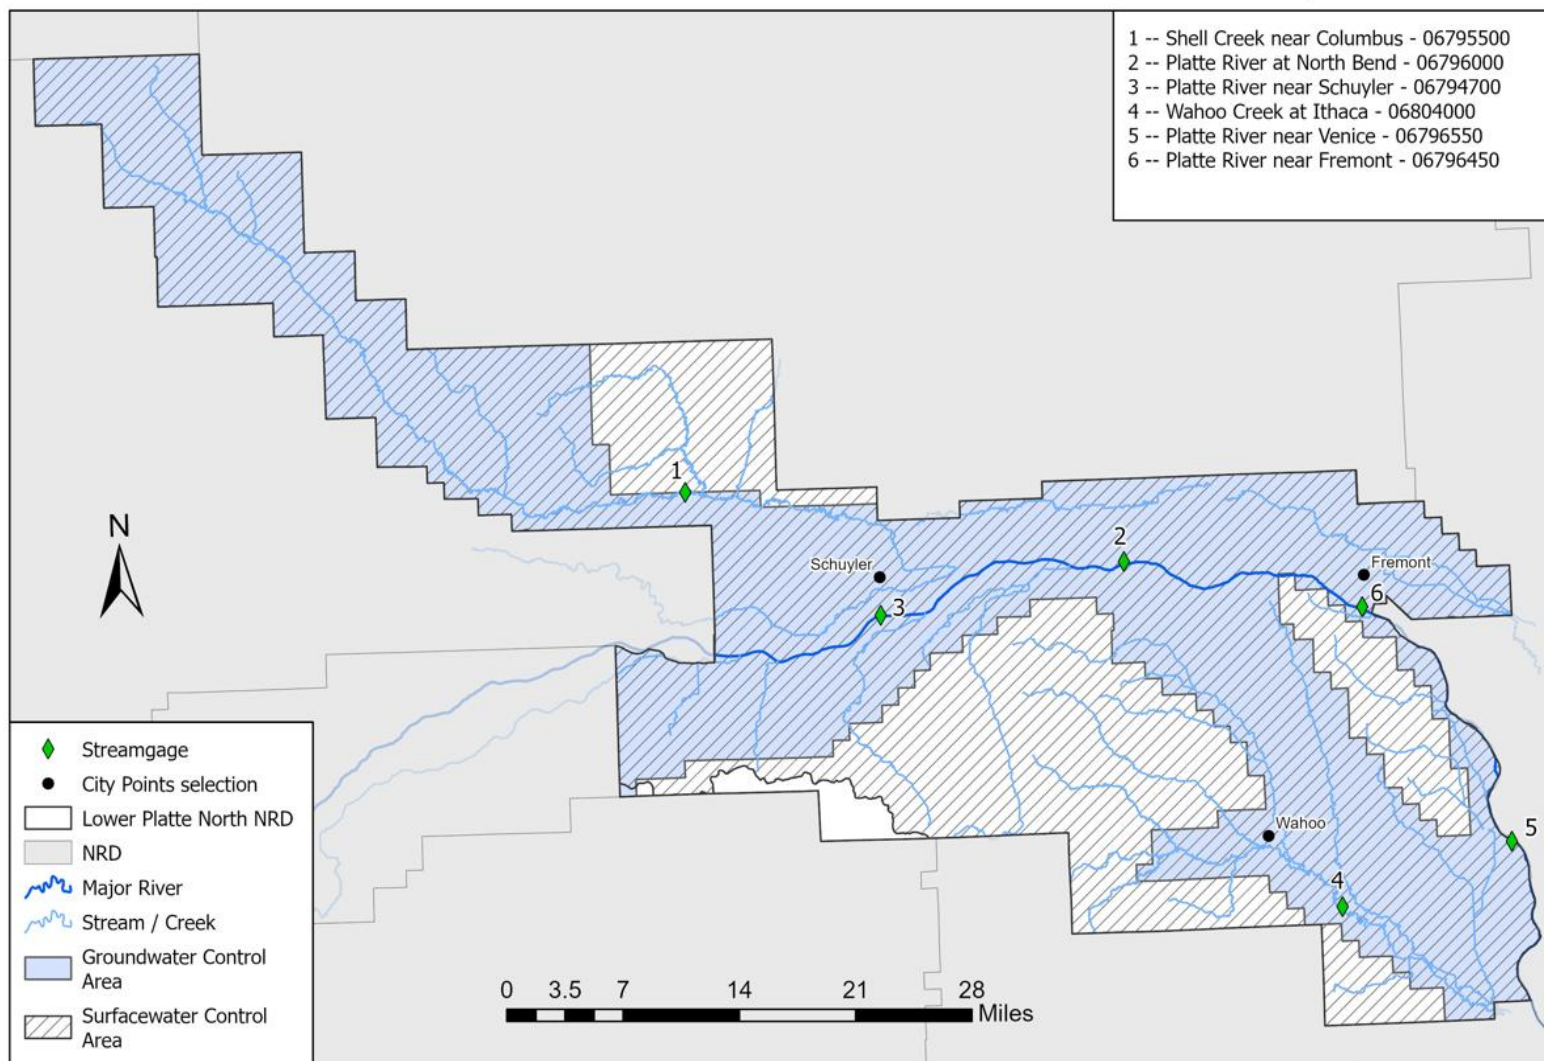 1 -- Shell Creek near Columbus - 06795500
2 -- Platte River at North Bend - 06796000
3 -- Platte River near Schuyler - 06794700
4 -- Wahoo Creek at Ithaca - 06804000
5 -- Platte River near Venice - 06796550
6 -- Platte River near Fremont - 06796450
1
2
N
Schuyler
Fremont
3
6
Wahoo
5
4
Streamgage
City Points selection
Lower Platte North NRD
NRD
Major River
Stream / Creek
Groundwater Control
Area
Surfacewater Control
Area
0 3.5 7 14 21 28
Miles